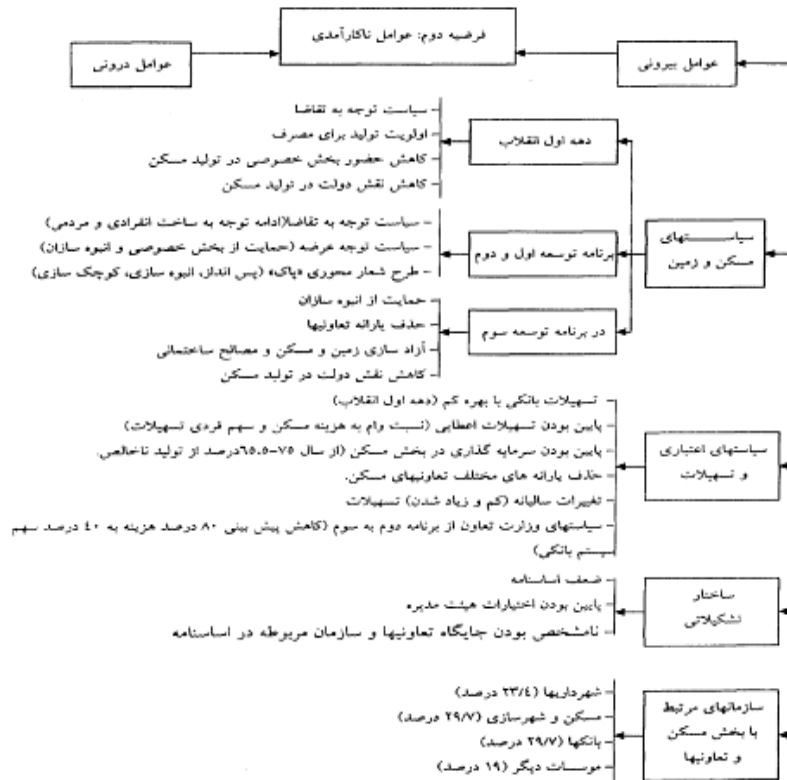 فرضیه دوم: عوامل ناکارآمدی
عوامل بیرونی
عوامل درونی
سیاستهای
مسکن و زمین
دهه اول انقلاب
– سیاست توجه به تقاضا
– اولویت تولید برای مصرف
– کاهش حضور بخش خصوصی در تولید مسکن
– کاهش نقش دولت در تولید مسکن
برنامه توسعه اول و دوم
– سیاست توجه به تقاضا(ادامه توجه به ساخت انفرادی و مردمی)
– سیاست توجه عرضه (حمایت از بخش خصوصی و انبوه سازان)
– طرح شعار محوری «پاک» (پس انداز، انبوه سازی، کوچک سازی)
در برنامه توسعه سوم
– حمایت از انبوه سازان
– حذف یارانه تعاونیها
– آزاد سازی زمین و مسکن و مصالح ساختمانی
– کاهش نقش دولت در تولید مسکن
سیاستهای اعتباری
و تسهیلات
– تسهیلات بانکی با بهره کم (دهه اول انقلاب)
– پایین بودن تسهیلات اعطایی (نسبت وام به هزینه مسکن و سهم فردی تسهیلات)
– پایین بودن سرمایه گذاری در بخش مسکن (از سال ۷۵-۶۵،۵درصد از تولید ناخالص.
– حذف یارانه های مختلف تعاونیهای مسکن.
– تغییرات سالیانه (کم و زیاد شدن) تسهیلات
– سیاستهای وزارت تعاون از برنامه دوم به سوم (کاهش پیش بینی ۸۰ درصد هزینه به ۴۰ درصد سهم
سیستم بانکی)
ساختار
تشکیلاتی
– ضعف اساسنامه
– پایین بودن اختیارات هیئت مدیره
– نامشخص بودن جایگاه تعاونیها و سازمان مربوطه در اساسنامه
سازمانهای مرتبط
با بخش مسکن
و تعاونیها
– شهرداریها (۲۳/۴ درصد)
– مسکن و شهرسازی (۲۹/۷ درصد)
– بانکها (۲۹/۷ درصد)
– موسسات دیگر (۱۹ درصد)